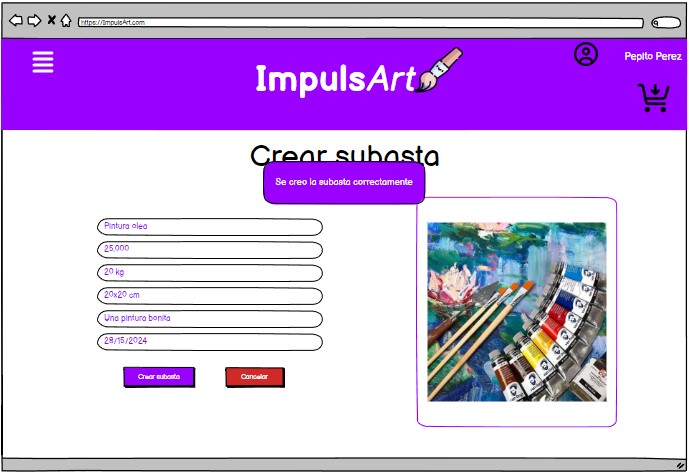 https://ImpulsArt.com
Pepito Perez
ImpulsArt
Crear subasta
Se creo la subasta correctamente
Pintura olea
25,000
20 kg
20x20 cm
Una pintura bonita
28/15/2024
Crear subasta
Cancelar